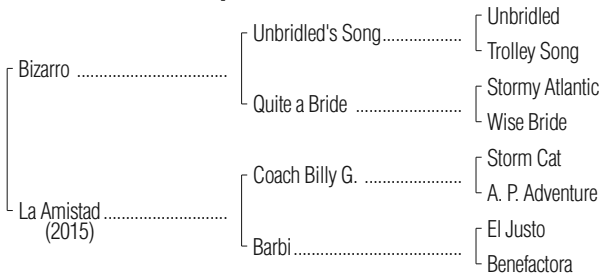 Unbridled
Unbridled's Song..................
Trolley Song
Bizarro ..................................
Stormy Atlantic
Quite a Bride ........................
Wise Bride
Storm Cat
Coach Billy G. ......................
A. P. Adventure
La Amistad............................
(2015)
El Justo
Barbi......................................
Benefactora